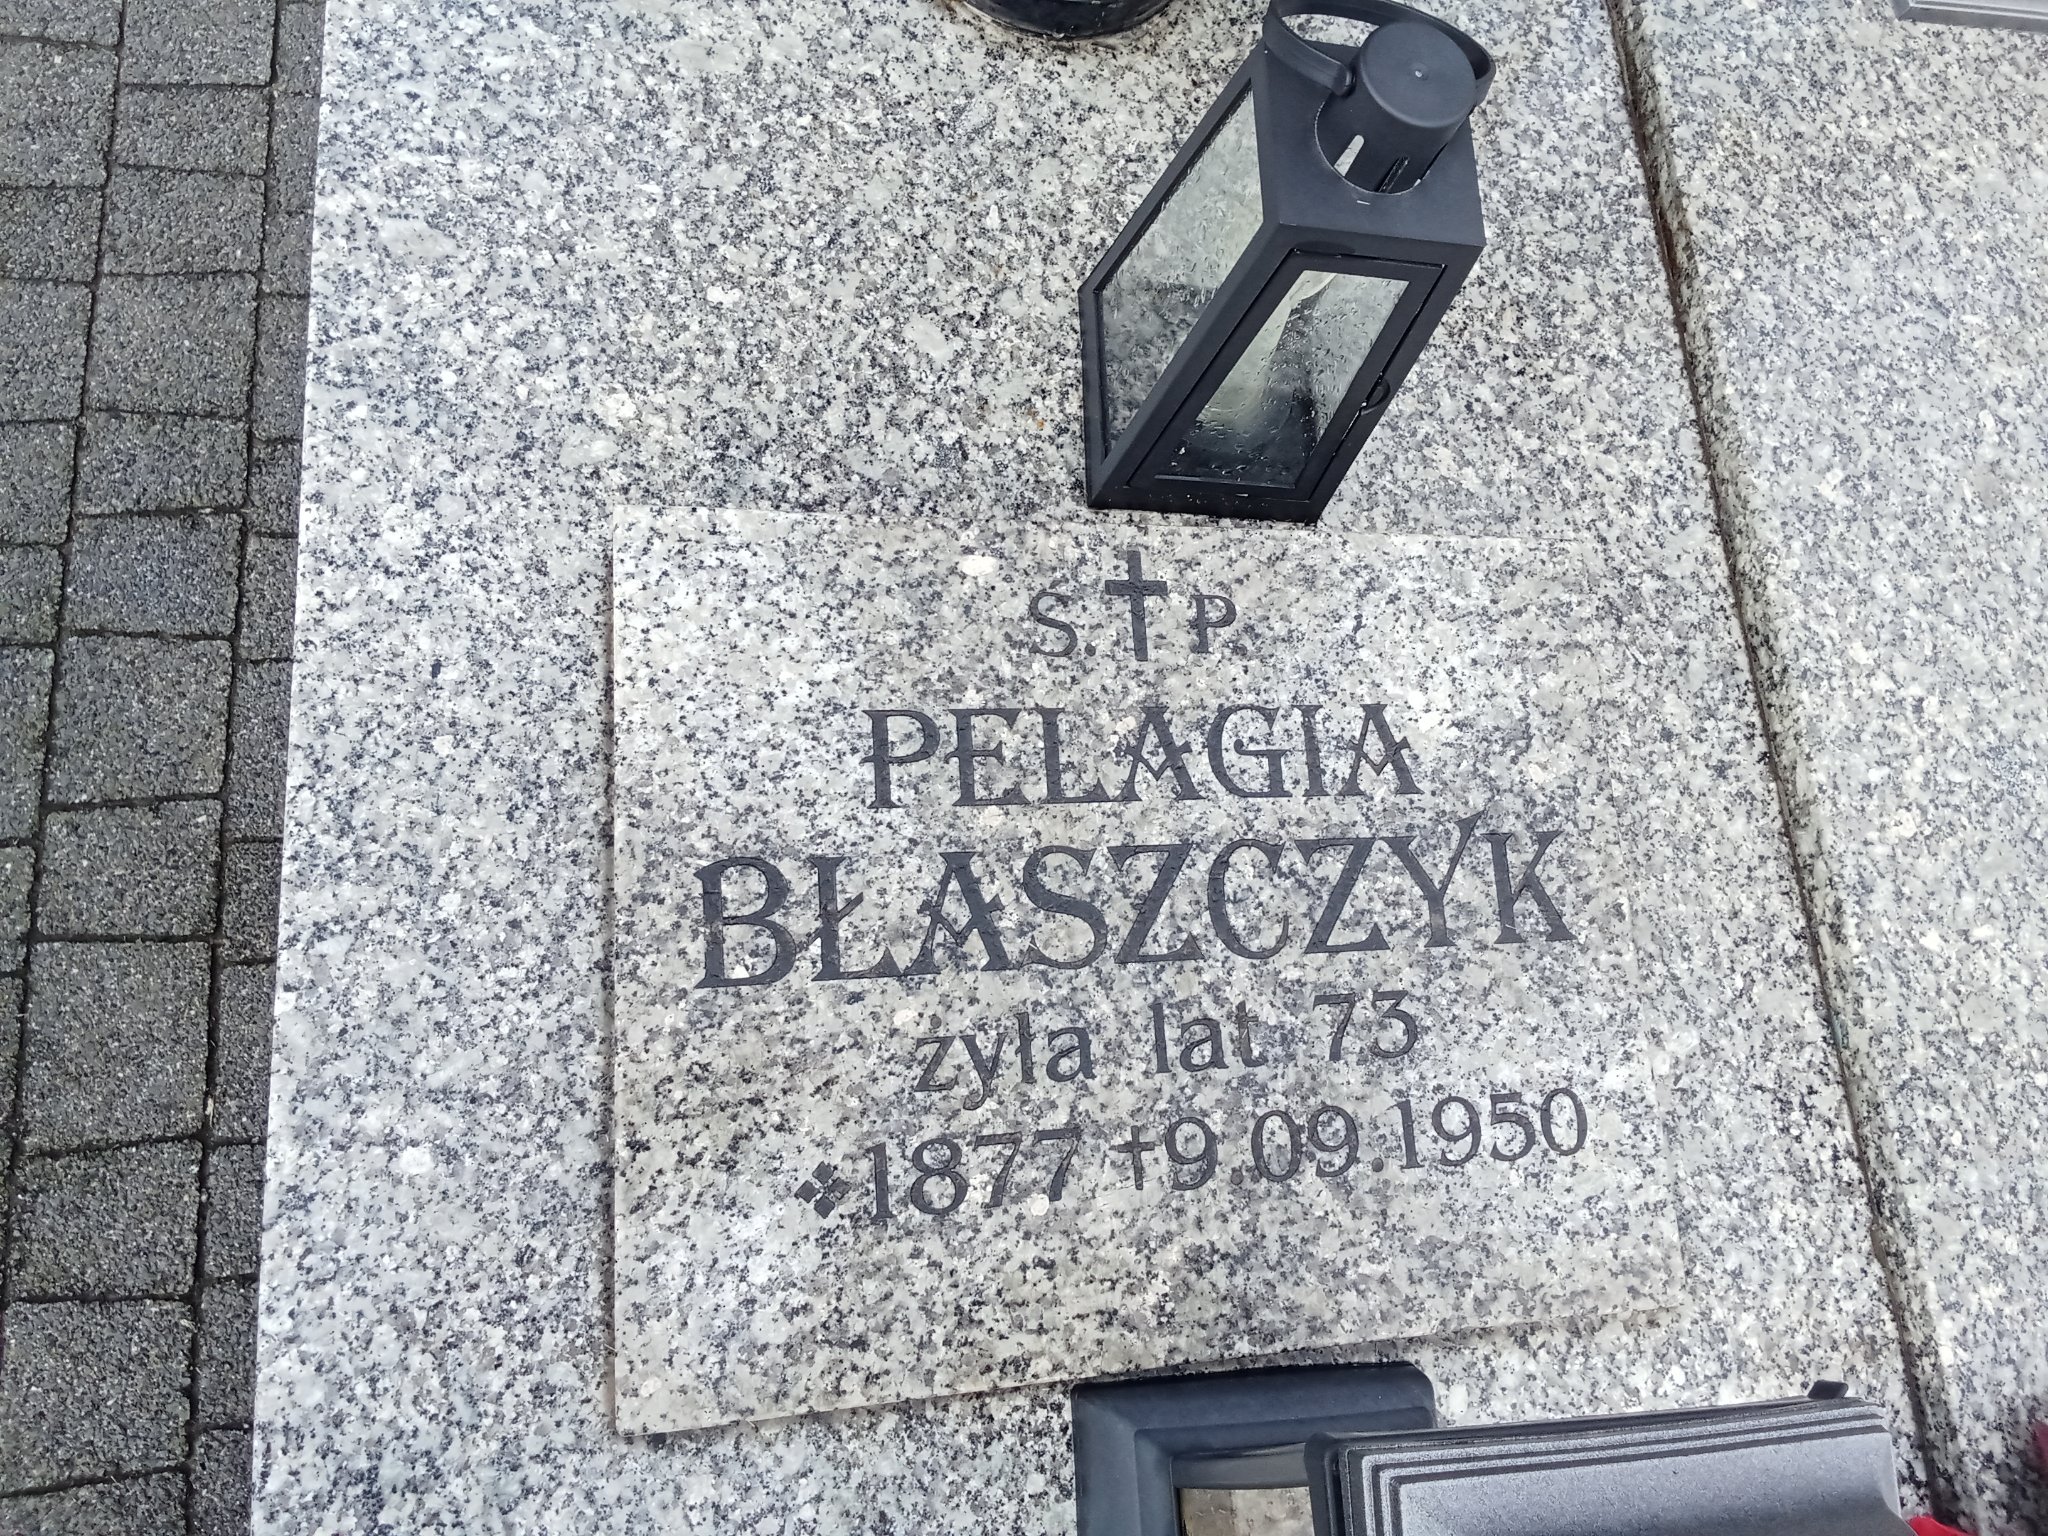 Ś. P.
PELAGIA
BŁASZCZYK
żyła lat 73
1877 †9.09.1950